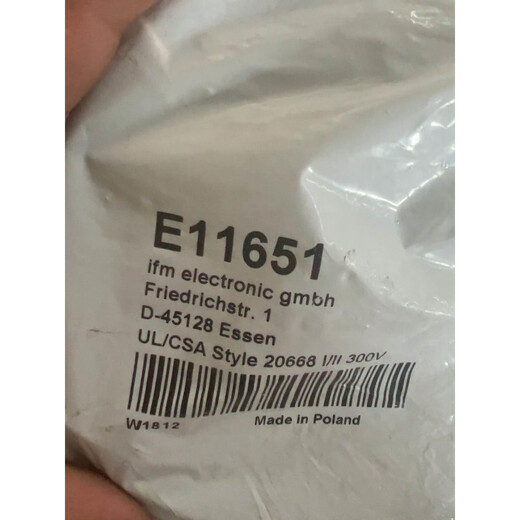 E11651
ifm electronic gmbh
Friedrichstr. 1
D-45128 Essen
UL/CSA Style 20668 I/II 300V
W1812 Made in Poland